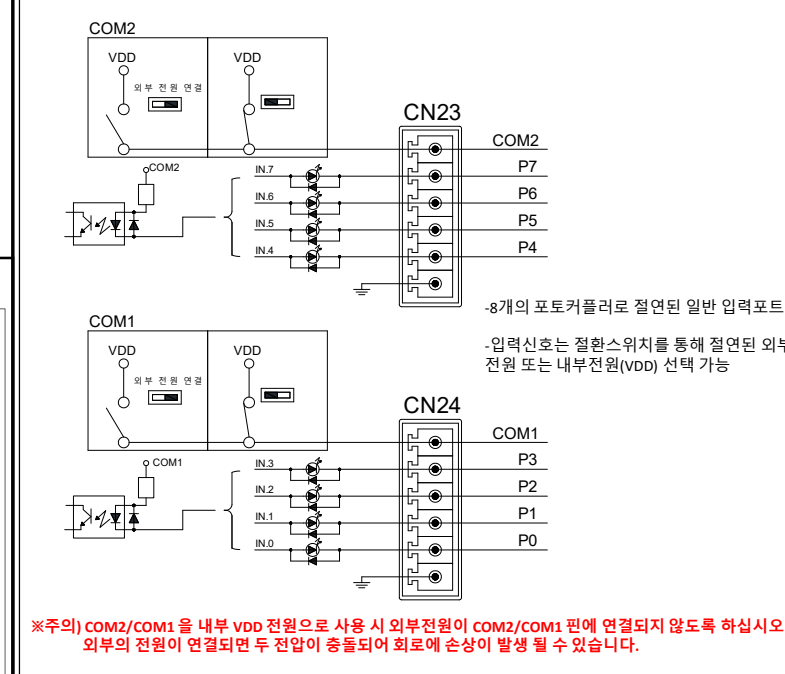 COM2
VDD
VDD
외부 전원 연결
CN23
COM2
COM2
IN.7
P7
IN.6
P6
IN.5
P5
IN.4
P4
-8개의 포토커플러로 절연된 일반 입력포트
-입력신호는 절환스위치를 통해 절연된 외부
전원 또는 내부전원(VDD) 선택 가능
COM1
VDD
VDD
외부 전원 연결
CN24
COM1
COM1
IN.3
P3
IN.2
P2
IN.1
P1
IN.0
P0
※주의) COM2/COM1 을 내부 VDD 전원으로 사용 시 외부전원이 COM2/COM1 핀에 연결되지 않도록 하십시오
외부의 전원이 연결되면 두 전압이 충돌되어 회로에 손상이 발생 될 수 있습니다.